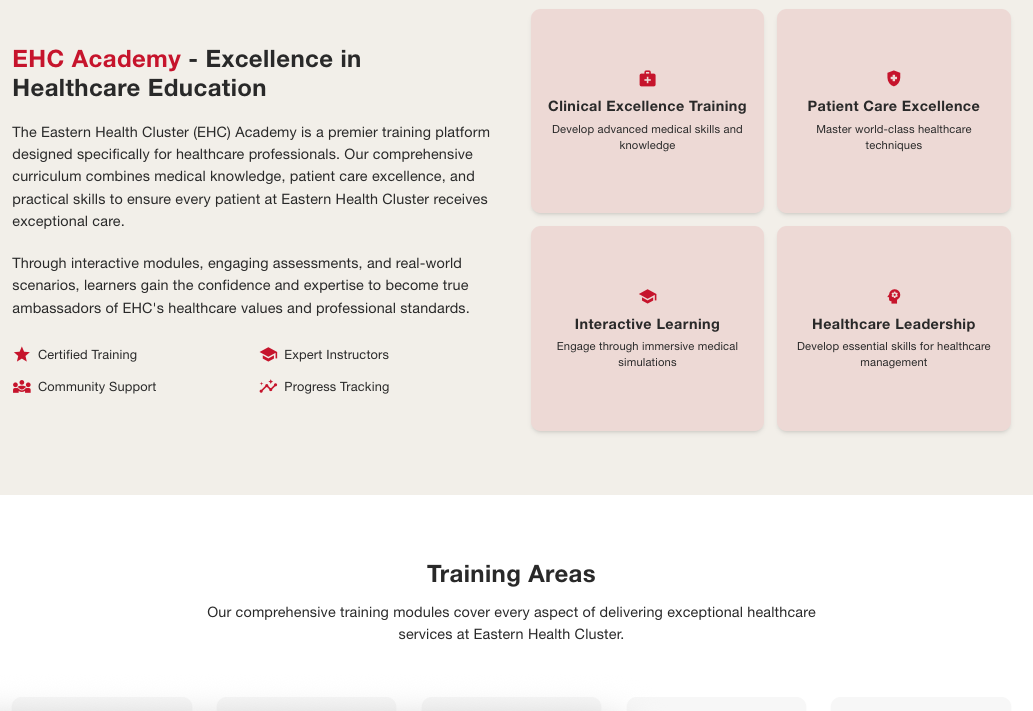 EHC Academy - Excellence in
Healthcare Education
The Eastern Health Cluster (EHC) Academy is a premier training platform
designed specifically for healthcare professionals. Our comprehensive
curriculum combines medical knowledge, patient care excellence, and
practical skills to ensure every patient at Eastern Health Cluster receives
exceptional care.
Through interactive modules, engaging assessments, and real-world
scenarios, learners gain the confidence and expertise to become true
ambassadors of EHC's healthcare values and professional standards.
Certified Training
Expert Instructors
Community Support
Progress Tracking
Clinical Excellence Training
Develop advanced medical skills and
knowledge
Patient Care Excellence
Master world-class healthcare
techniques
Interactive Learning
Engage through immersive medical
simulations
Healthcare Leadership
Develop essential skills for healthcare
management
Training Areas
Our comprehensive training modules cover every aspect of delivering exceptional healthcare
services at Eastern Health Cluster.